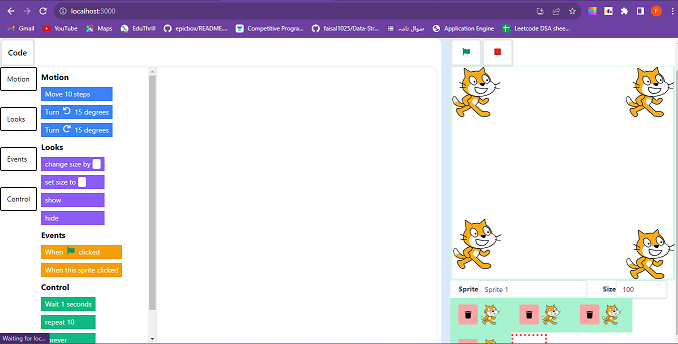 localhost:3000
F
Gmail YouTube Maps EduThrill epicbox/README.... Competitive Progra... faisal1025/Data-Str... سوال نامہ Application Engine Leetcode DSA shee...
Code
Motion
Looks
Events
Control
Motion
Move 10 steps
Turn 15 degrees
Turn 15 degrees
Looks
change size by
set size to
show
hide
Events
When clicked
When this sprite clicked
Control
Wait 1 seconds
repeat 10
forever
Sprite Sprite 1 Size 100
Waiting for loc...